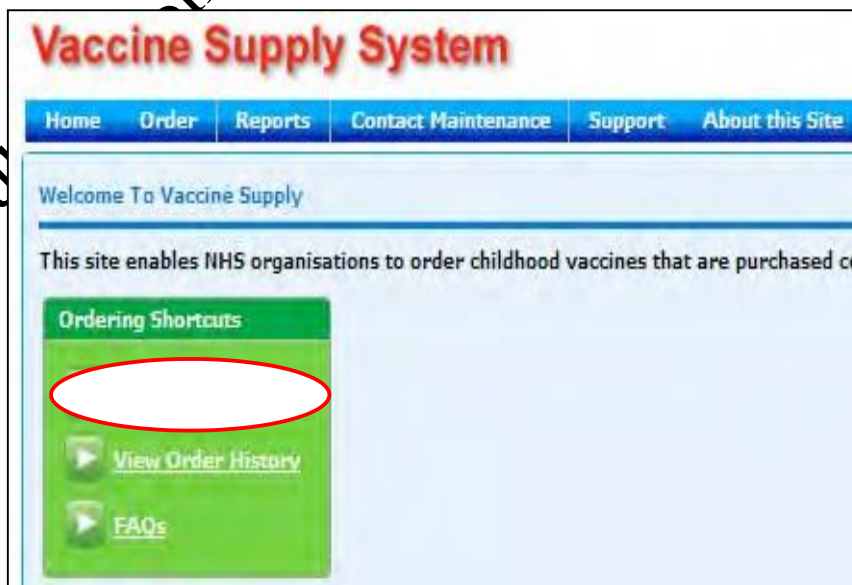 Vaccine Supply System
Home Order Reports Contact Maintenance Support About this Site
Welcome To Vaccine Supply
This site enables NHS organisations to order childhood vaccines that are purchased
Ordering Shortcuts
View Order History
FAQs